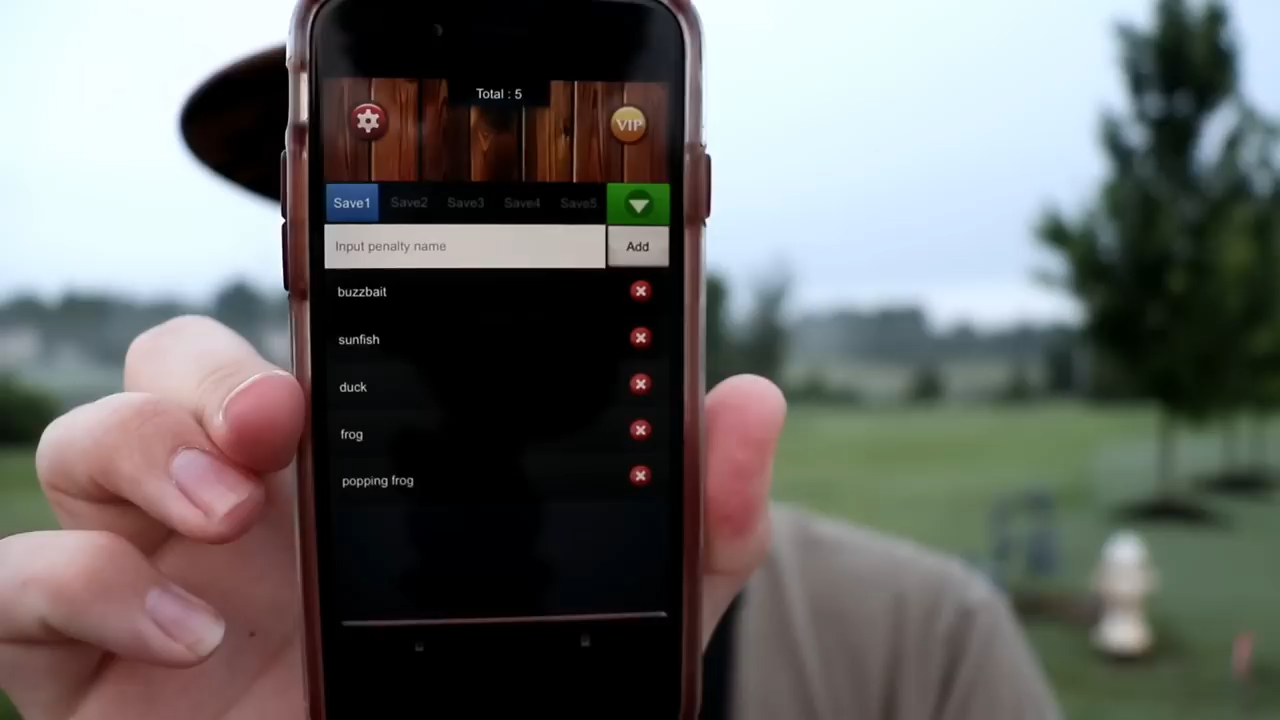 Total : 5
VIP
Save1 Save2 Save3 Save4 Save5
Input penalty name Add
buzzbait
sunfish
duck
frog
popping frog